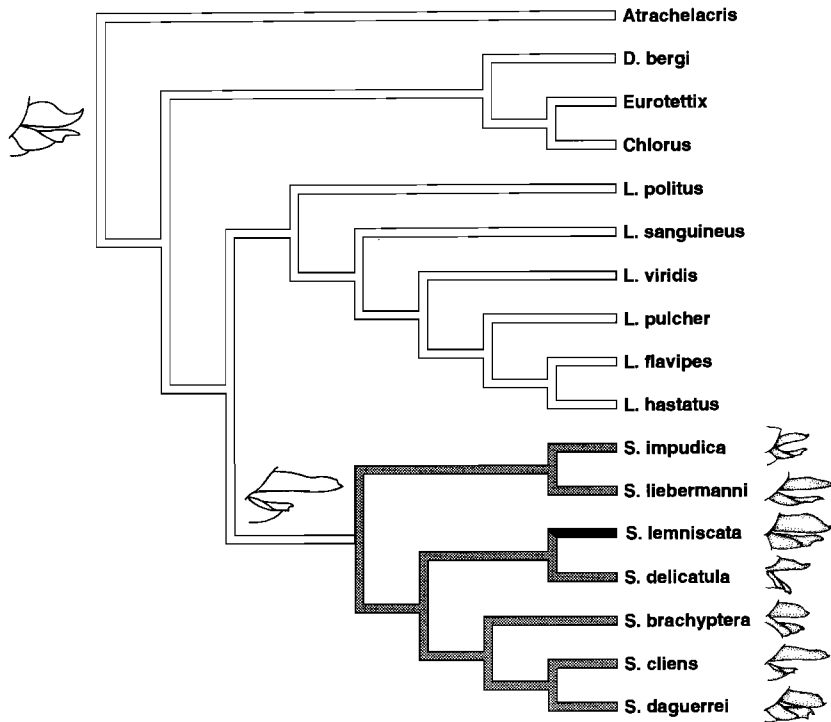 Atrachelacris
D. bergi
Eurotettix
Chlorus
L. politus
L. sanguineus
L. viridis
L. pulcher
L. flavipes
L. hastatus
S. impudica
S. liebermanni
S. lemniscata
S. delicatula
S. brachyptera
S. cliens
S. daguerrei